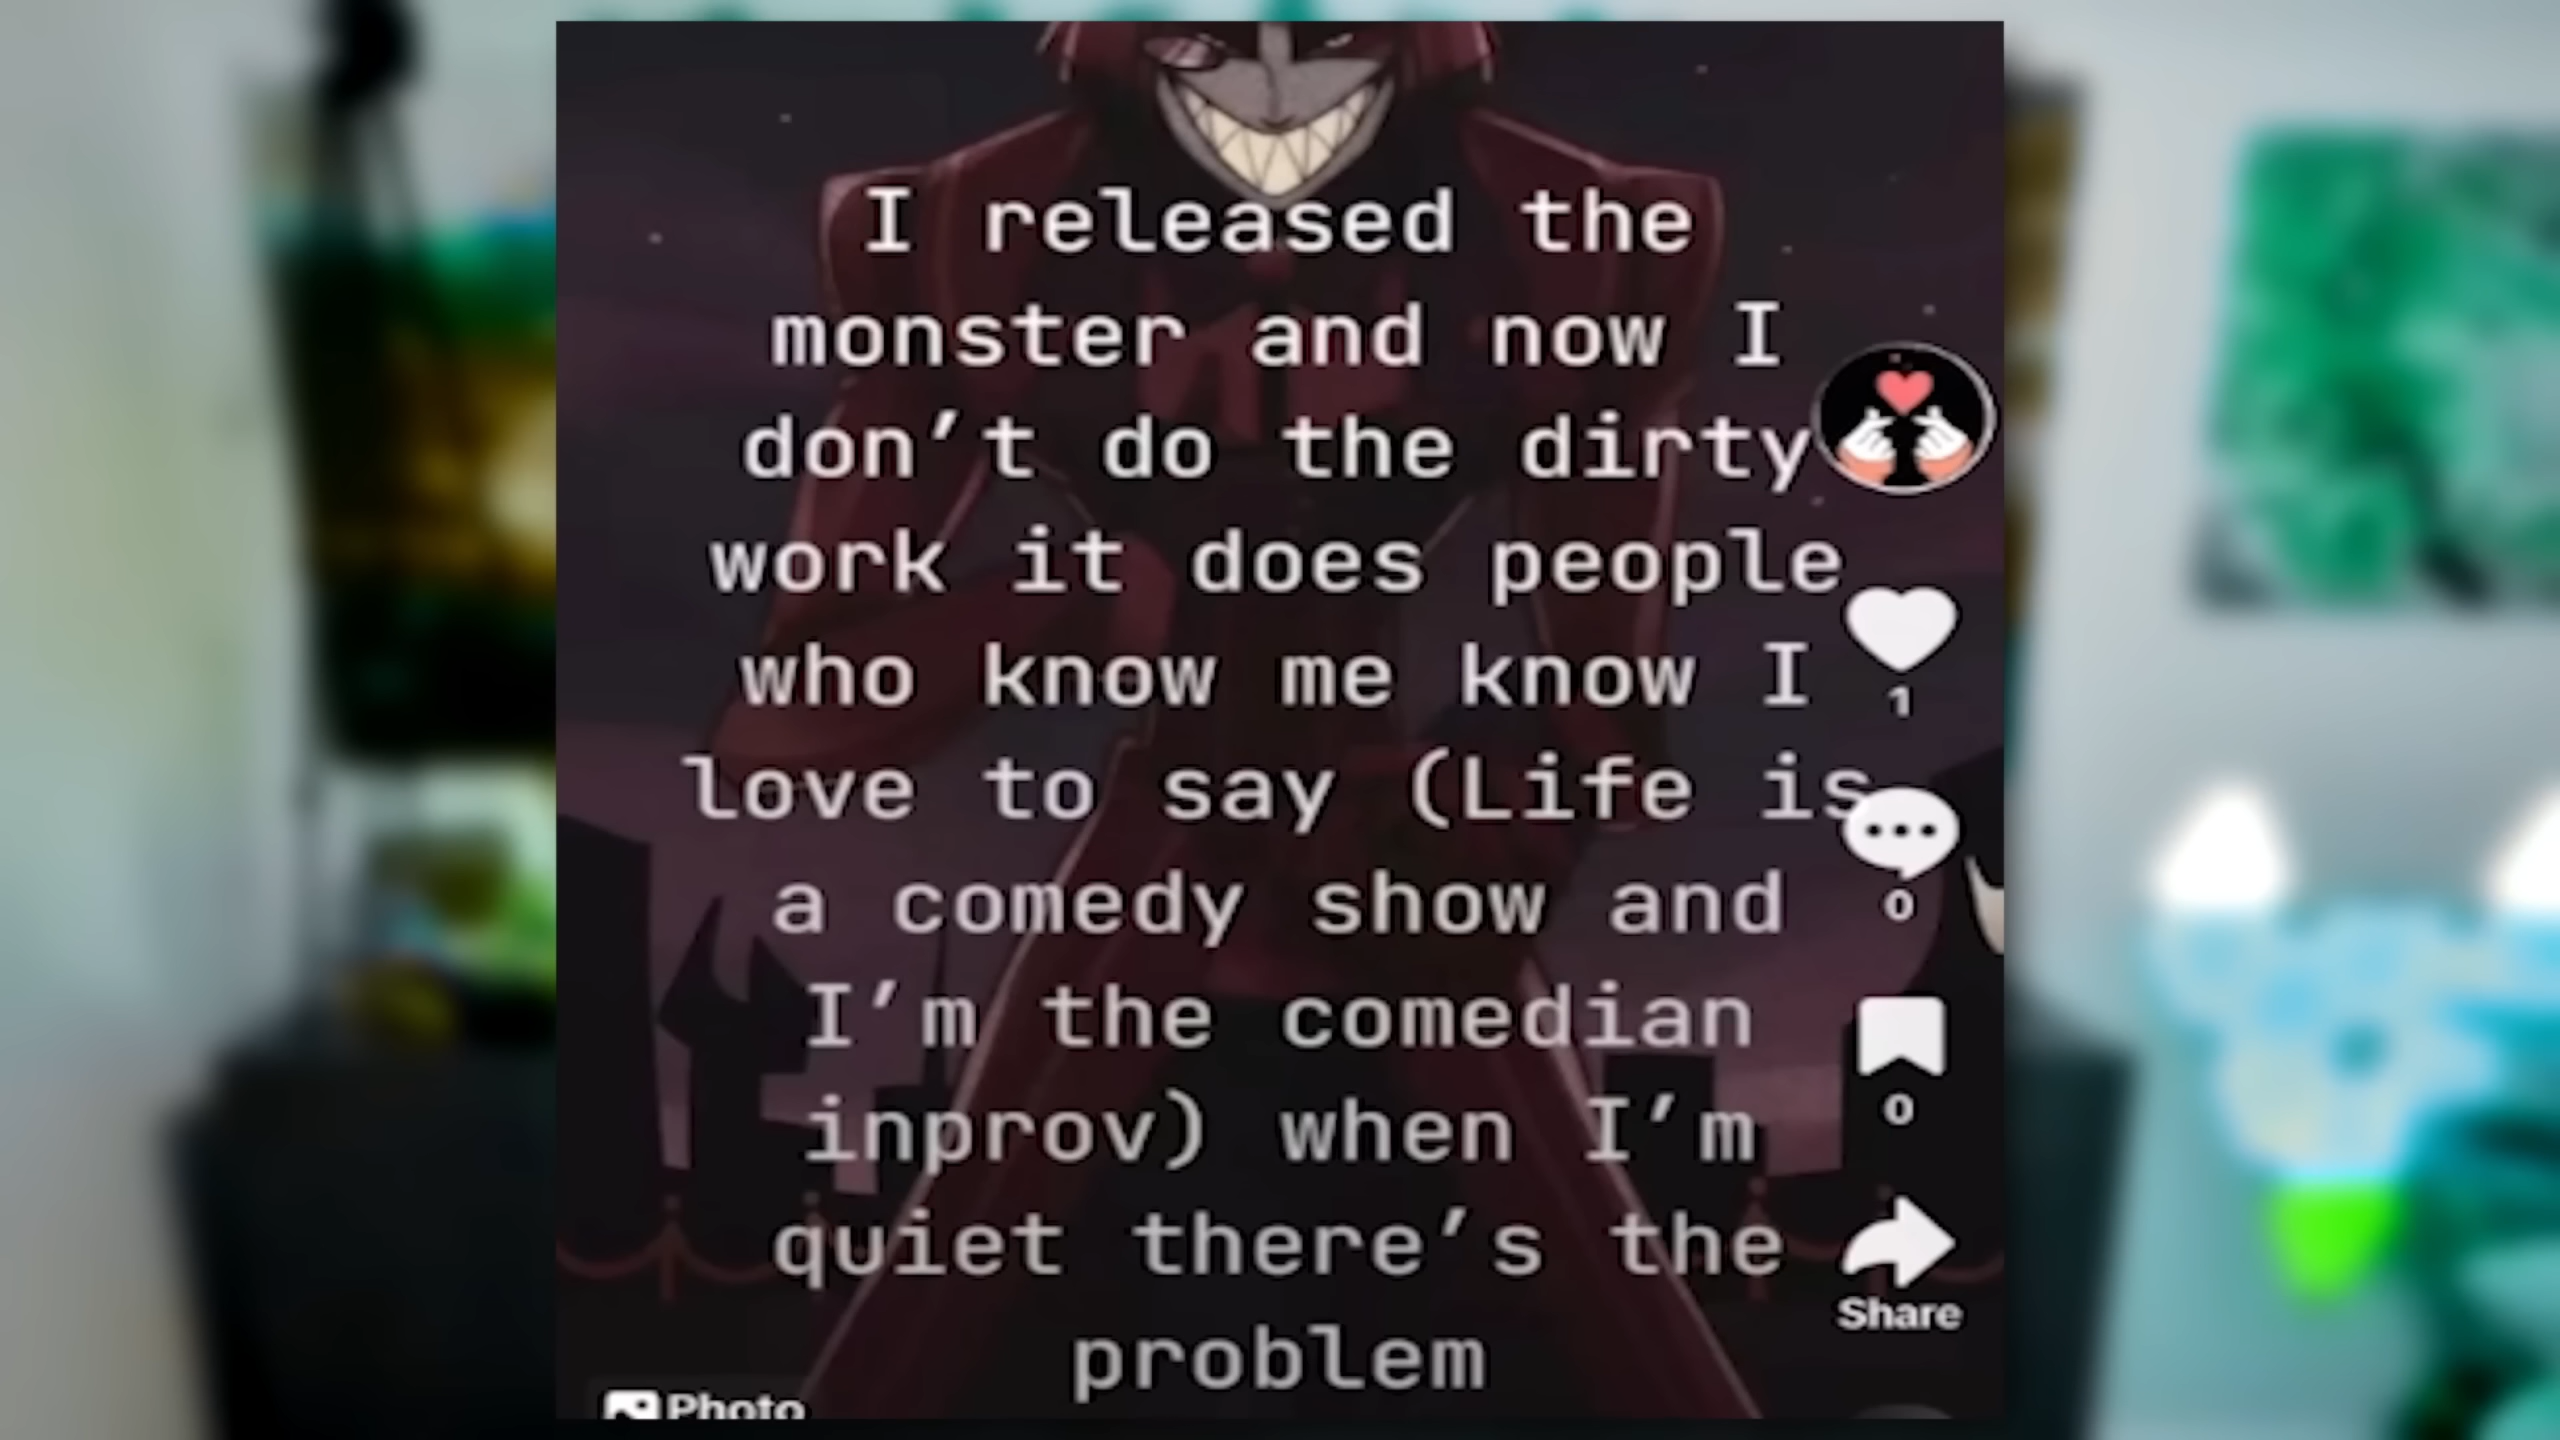 I released the
monster and now I
don’t do the dirty
work it does people
who know me know I
love to say (Life is
a comedy show and
I’m the comedian
inprov) when I’m
quiet there’s the
problem
1
0
0
Share
Photo